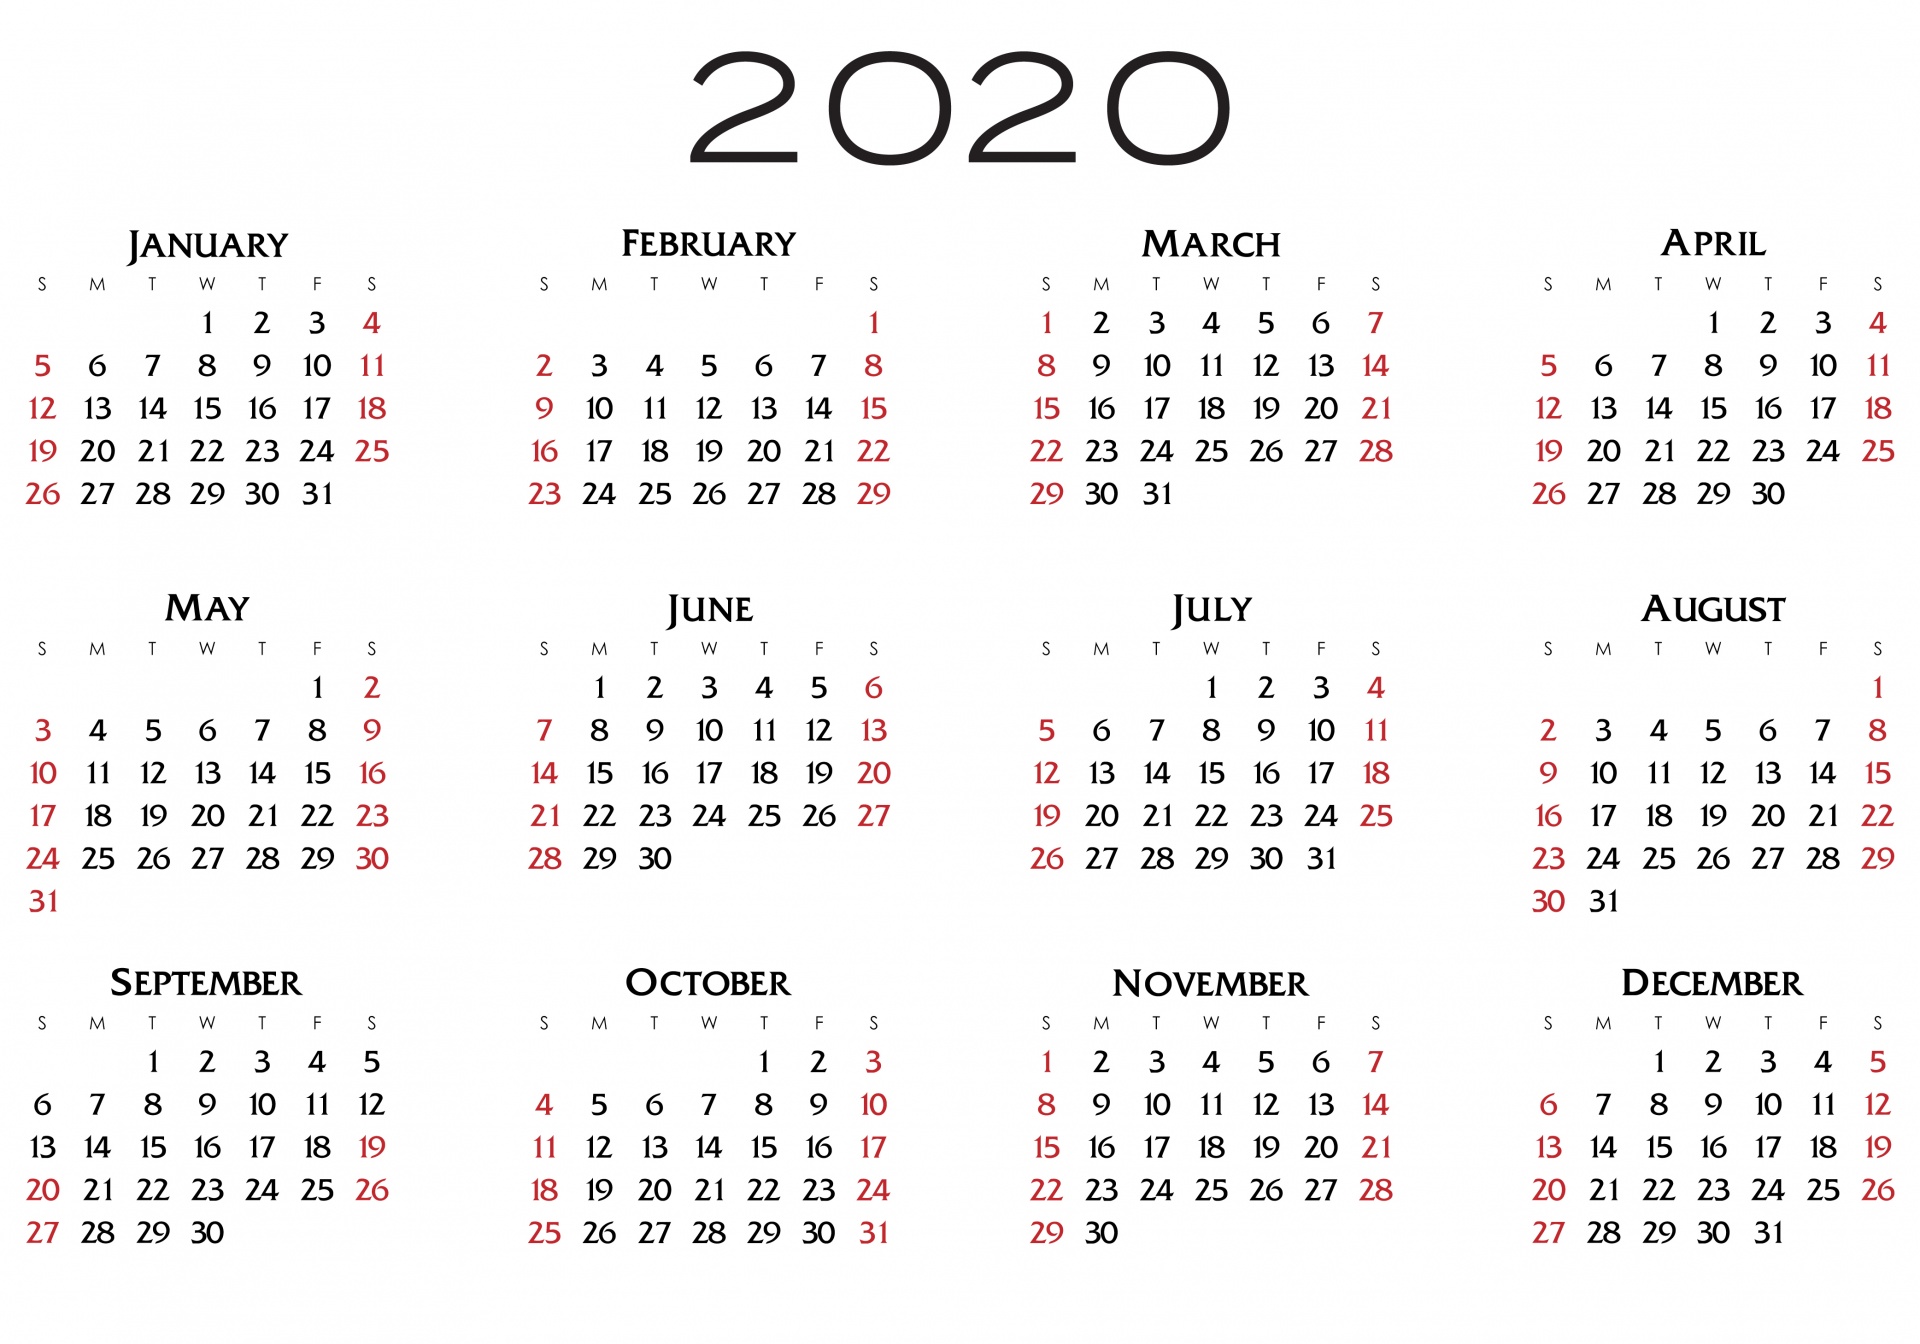 2020
JANUARY
S M T W T F S
1 2 3 4
5 6 7 8 9 10 11
12 13 14 15 16 17 18
19 20 21 22 23 24 25
26 27 28 29 30 31
FEBRUARY
S M T W T F S
1
2 3 4 5 6 7 8
9 10 11 12 13 14 15
16 17 18 19 20 21 22
23 24 25 26 27 28 29
MARCH
S M T W T F S
1 2 3 4 5 6 7
8 9 10 11 12 13 14
15 16 17 18 19 20 21
22 23 24 25 26 27 28
29 30 31
APRIL
S M T W T F S
1 2 3 4
5 6 7 8 9 10 11
12 13 14 15 16 17 18
19 20 21 22 23 24 25
26 27 28 29 30
MAY
S M T W T F S
1 2
3 4 5 6 7 8 9
10 11 12 13 14 15 16
17 18 19 20 21 22 23
24 25 26 27 28 29 30
31
JUNE
S M T W T F S
1 2 3 4 5 6
7 8 9 10 11 12 13
14 15 16 17 18 19 20
21 22 23 24 25 26 27
28 29 30
JULY
S M T W T F S
1 2 3 4
5 6 7 8 9 10 11
12 13 14 15 16 17 18
19 20 21 22 23 24 25
26 27 28 29 30 31
AUGUST
S M T W T F S
1
2 3 4 5 6 7 8
9 10 11 12 13 14 15
16 17 18 19 20 21 22
23 24 25 26 27 28 29
30 31
SEPTEMBER
S M T W T F S
1 2 3 4 5
6 7 8 9 10 11 12
13 14 15 16 17 18 19
20 21 22 23 24 25 26
27 28 29 30
OCTOBER
S M T W T F S
1 2 3
4 5 6 7 8 9 10
11 12 13 14 15 16 17
18 19 20 21 22 23 24
25 26 27 28 29 30 31
NOVEMBER
S M T W T F S
1 2 3 4 5 6 7
8 9 10 11 12 13 14
15 16 17 18 19 20 21
22 23 24 25 26 27 28
29 30
DECEMBER
S M T W T F S
1 2 3 4 5
6 7 8 9 10 11 12
13 14 15 16 17 18 19
20 21 22 23 24 25 26
27 28 29 30 31